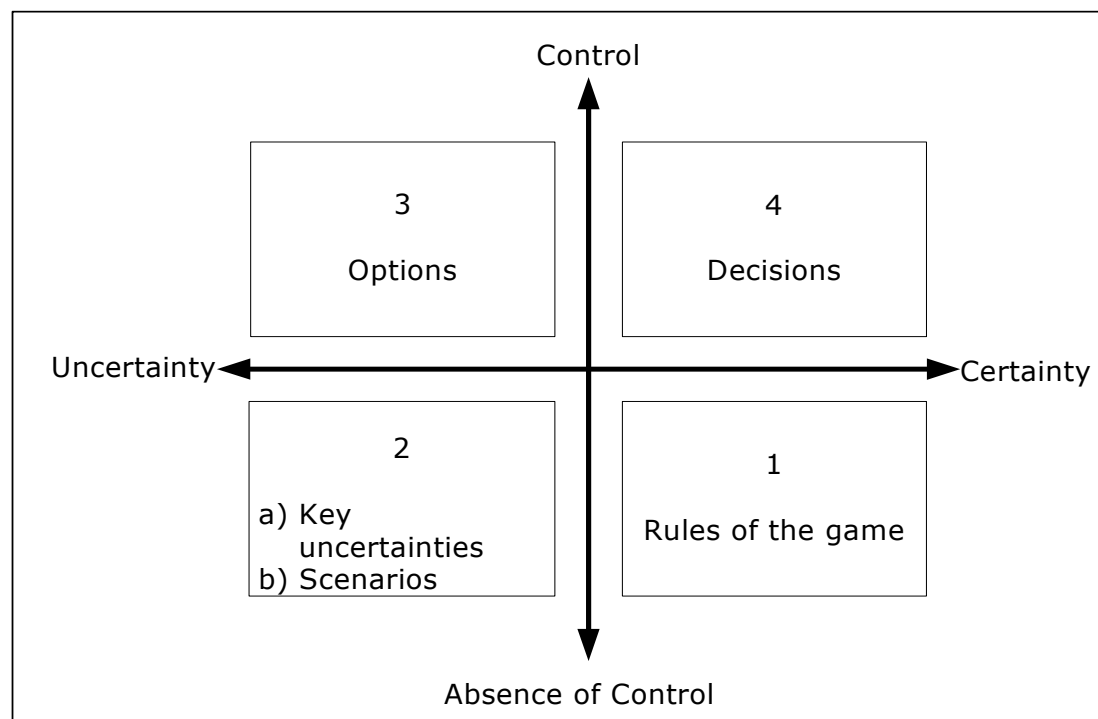 Control
3
Options
4
Decisions
Uncertainty
Certainty
2
a) Key
uncertainties
b) Scenarios
1
Rules of the game
Absence of Control